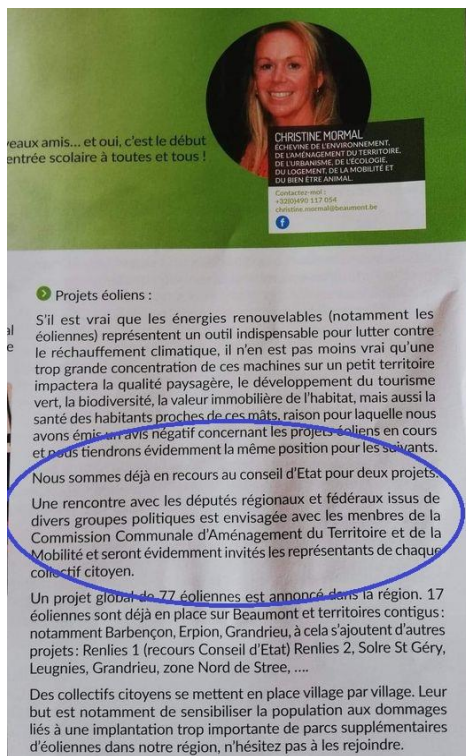 eaux amis... et oui, c'est le début
entrée scolaire à toutes et tous !
CHRISTINE MORMAL
ÉCHEVINE DE L'ENVIRONNEMENT,
DE L'AMÉNAGEMENT DU TERRITOIRE,
DE L'URBANISME, DE L'ÉCOLOGIE,
DU LOGEMENT, DE LA MOBILITÉ ET
DU BIEN ÊTRE ANIMAL.
Contactez-moi :
+32(0)490 117 054
christine.mormal@beaumont.be
f
Projets éoliens :
S'il est vrai que les énergies renouvelables (notamment les
éoliennes) représentent un outil indispensable pour lutter contre
le réchauffement climatique, il n'en est pas moins vrai qu'une
trop grande concentration de ces machines sur un petit territoire
impactera la qualité paysagère, le développement du tourisme
vert, la biodiversité, la valeur immobilière de l'habitat, mais aussi la
santé des habitants proches de ces mâts, raison pour laquelle nous
avons émis un avis négatif concernant les projets éoliens en cours
et nous tiendrons évidemment la même position pour les suivants.
Nous sommes déjà en recours au conseil d'Etat pour deux projets.
Une rencontre avec les députés régionaux et fédéraux issus de
divers groupes politiques est envisagée avec les menbres de la
Commission Communale d'Aménagement du Territoire et de la
Mobilité et seront évidemment invités les représentants de chaque
collectif citoyen.
Un projet global de 77 éoliennes est annoncé dans la région. 17
éoliennes sont déjà en place sur Beaumont et territoires contigus :
notamment Barbençon, Erpion, Grandrieu, à cela s'ajoutent d'autres
projets : Renlies 1 (recours Conseil d'Etat) Renlies 2, Solre St Géry,
Leugnies, Grandrieu, zone Nord de Stree, ....
Des collectifs citoyens se mettent en place village par village. Leur
but est notamment de sensibiliser la population aux dommages
liés à une implantation trop importante de parcs supplémentaires
d'éoliennes dans notre région, n'hésitez pas à les rejoindre.